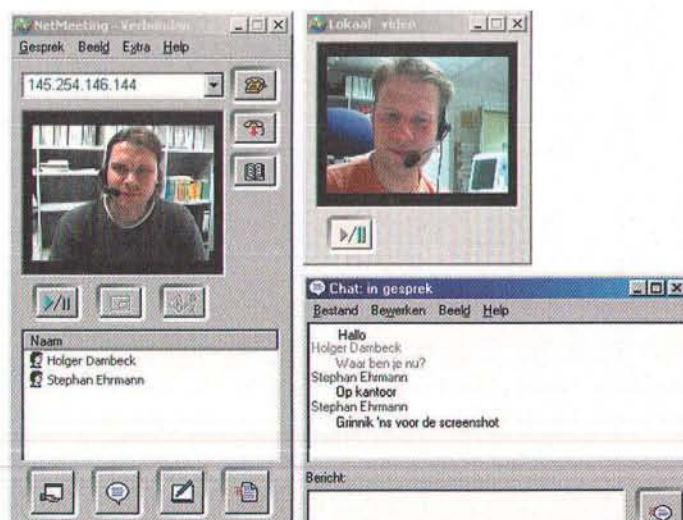 NetMeeting - Verbonden
Gesprek Beeld Extra Help
145.254.146.144
Naam
Holger Dambeck
Stephan Ehrmann
Lokaal video
Chat: in gesprek
Bestand Bewerken Beeld Help
Hallo
Holger Dambeck
Waar ben je nu?
Stephan Ehrmann
Op kantoor
Stephan Ehrmann
Grinnik 'ns voor de screenshot
Bericht: